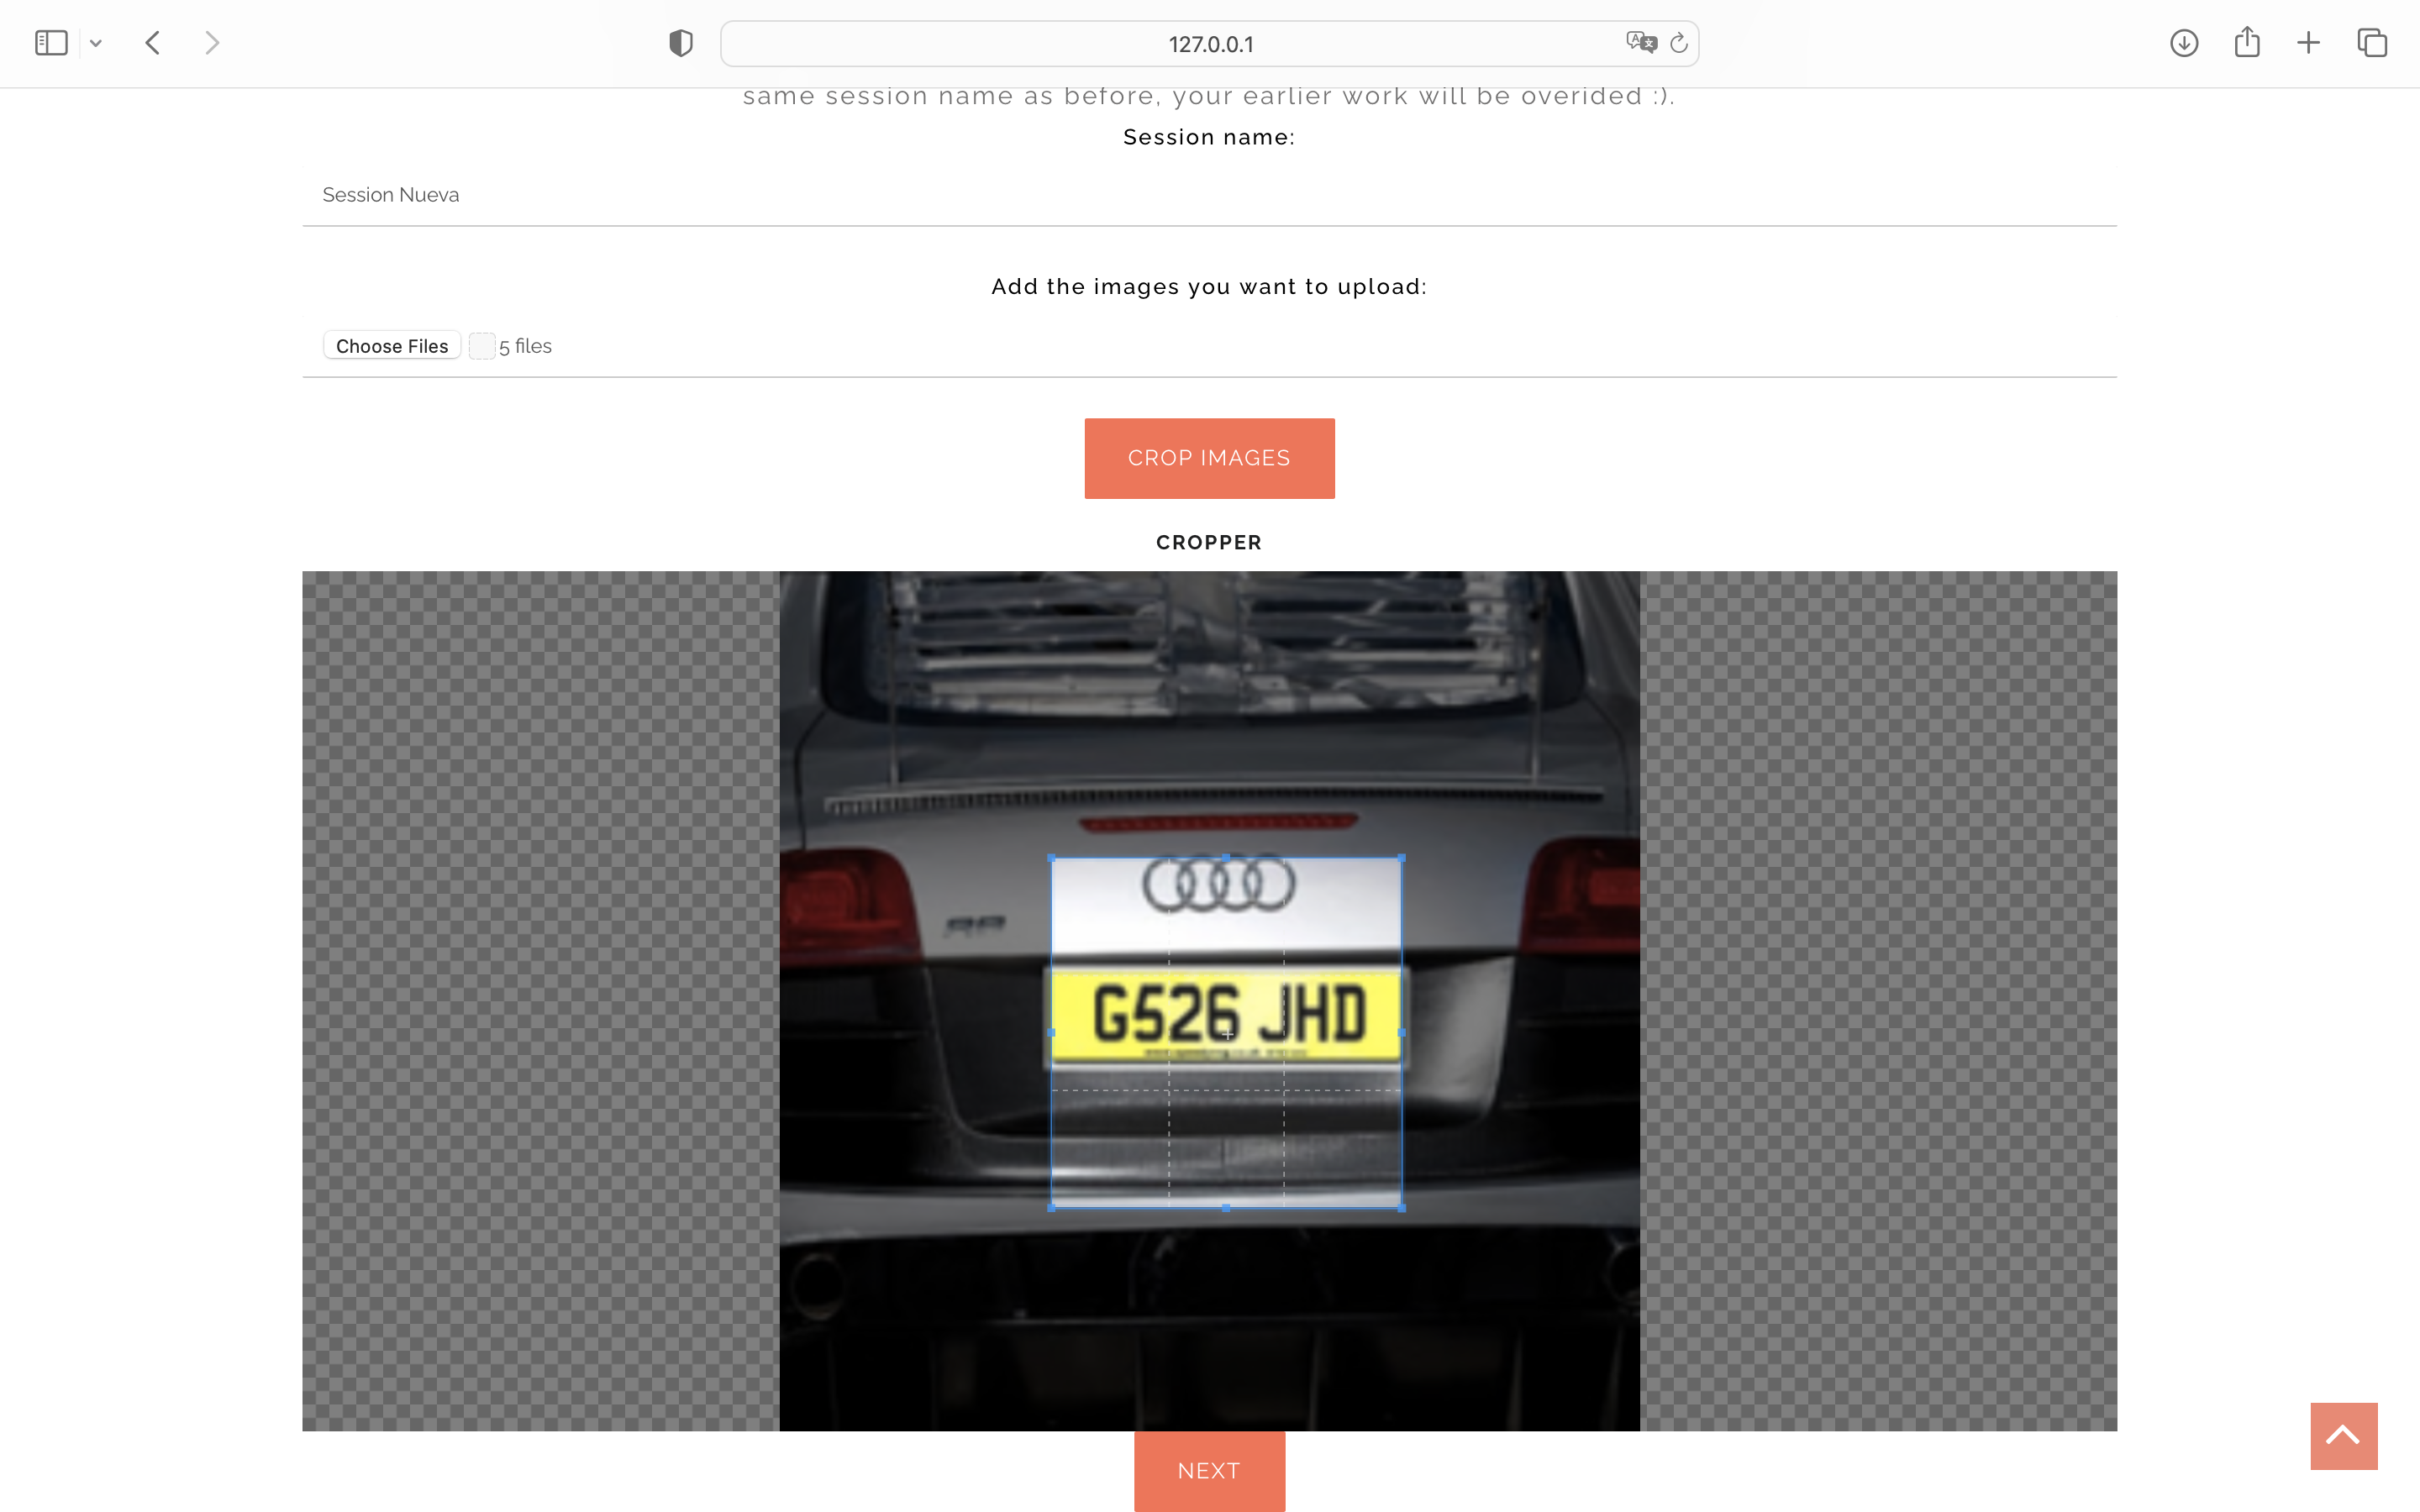 127.0.0.1
same session name as before, your earlier work will be overided :).
Session name:
Session Nueva
Add the images you want to upload:
Choose Files 5 files
CROP IMAGES
CROPPER
G526 JHD
NEXT